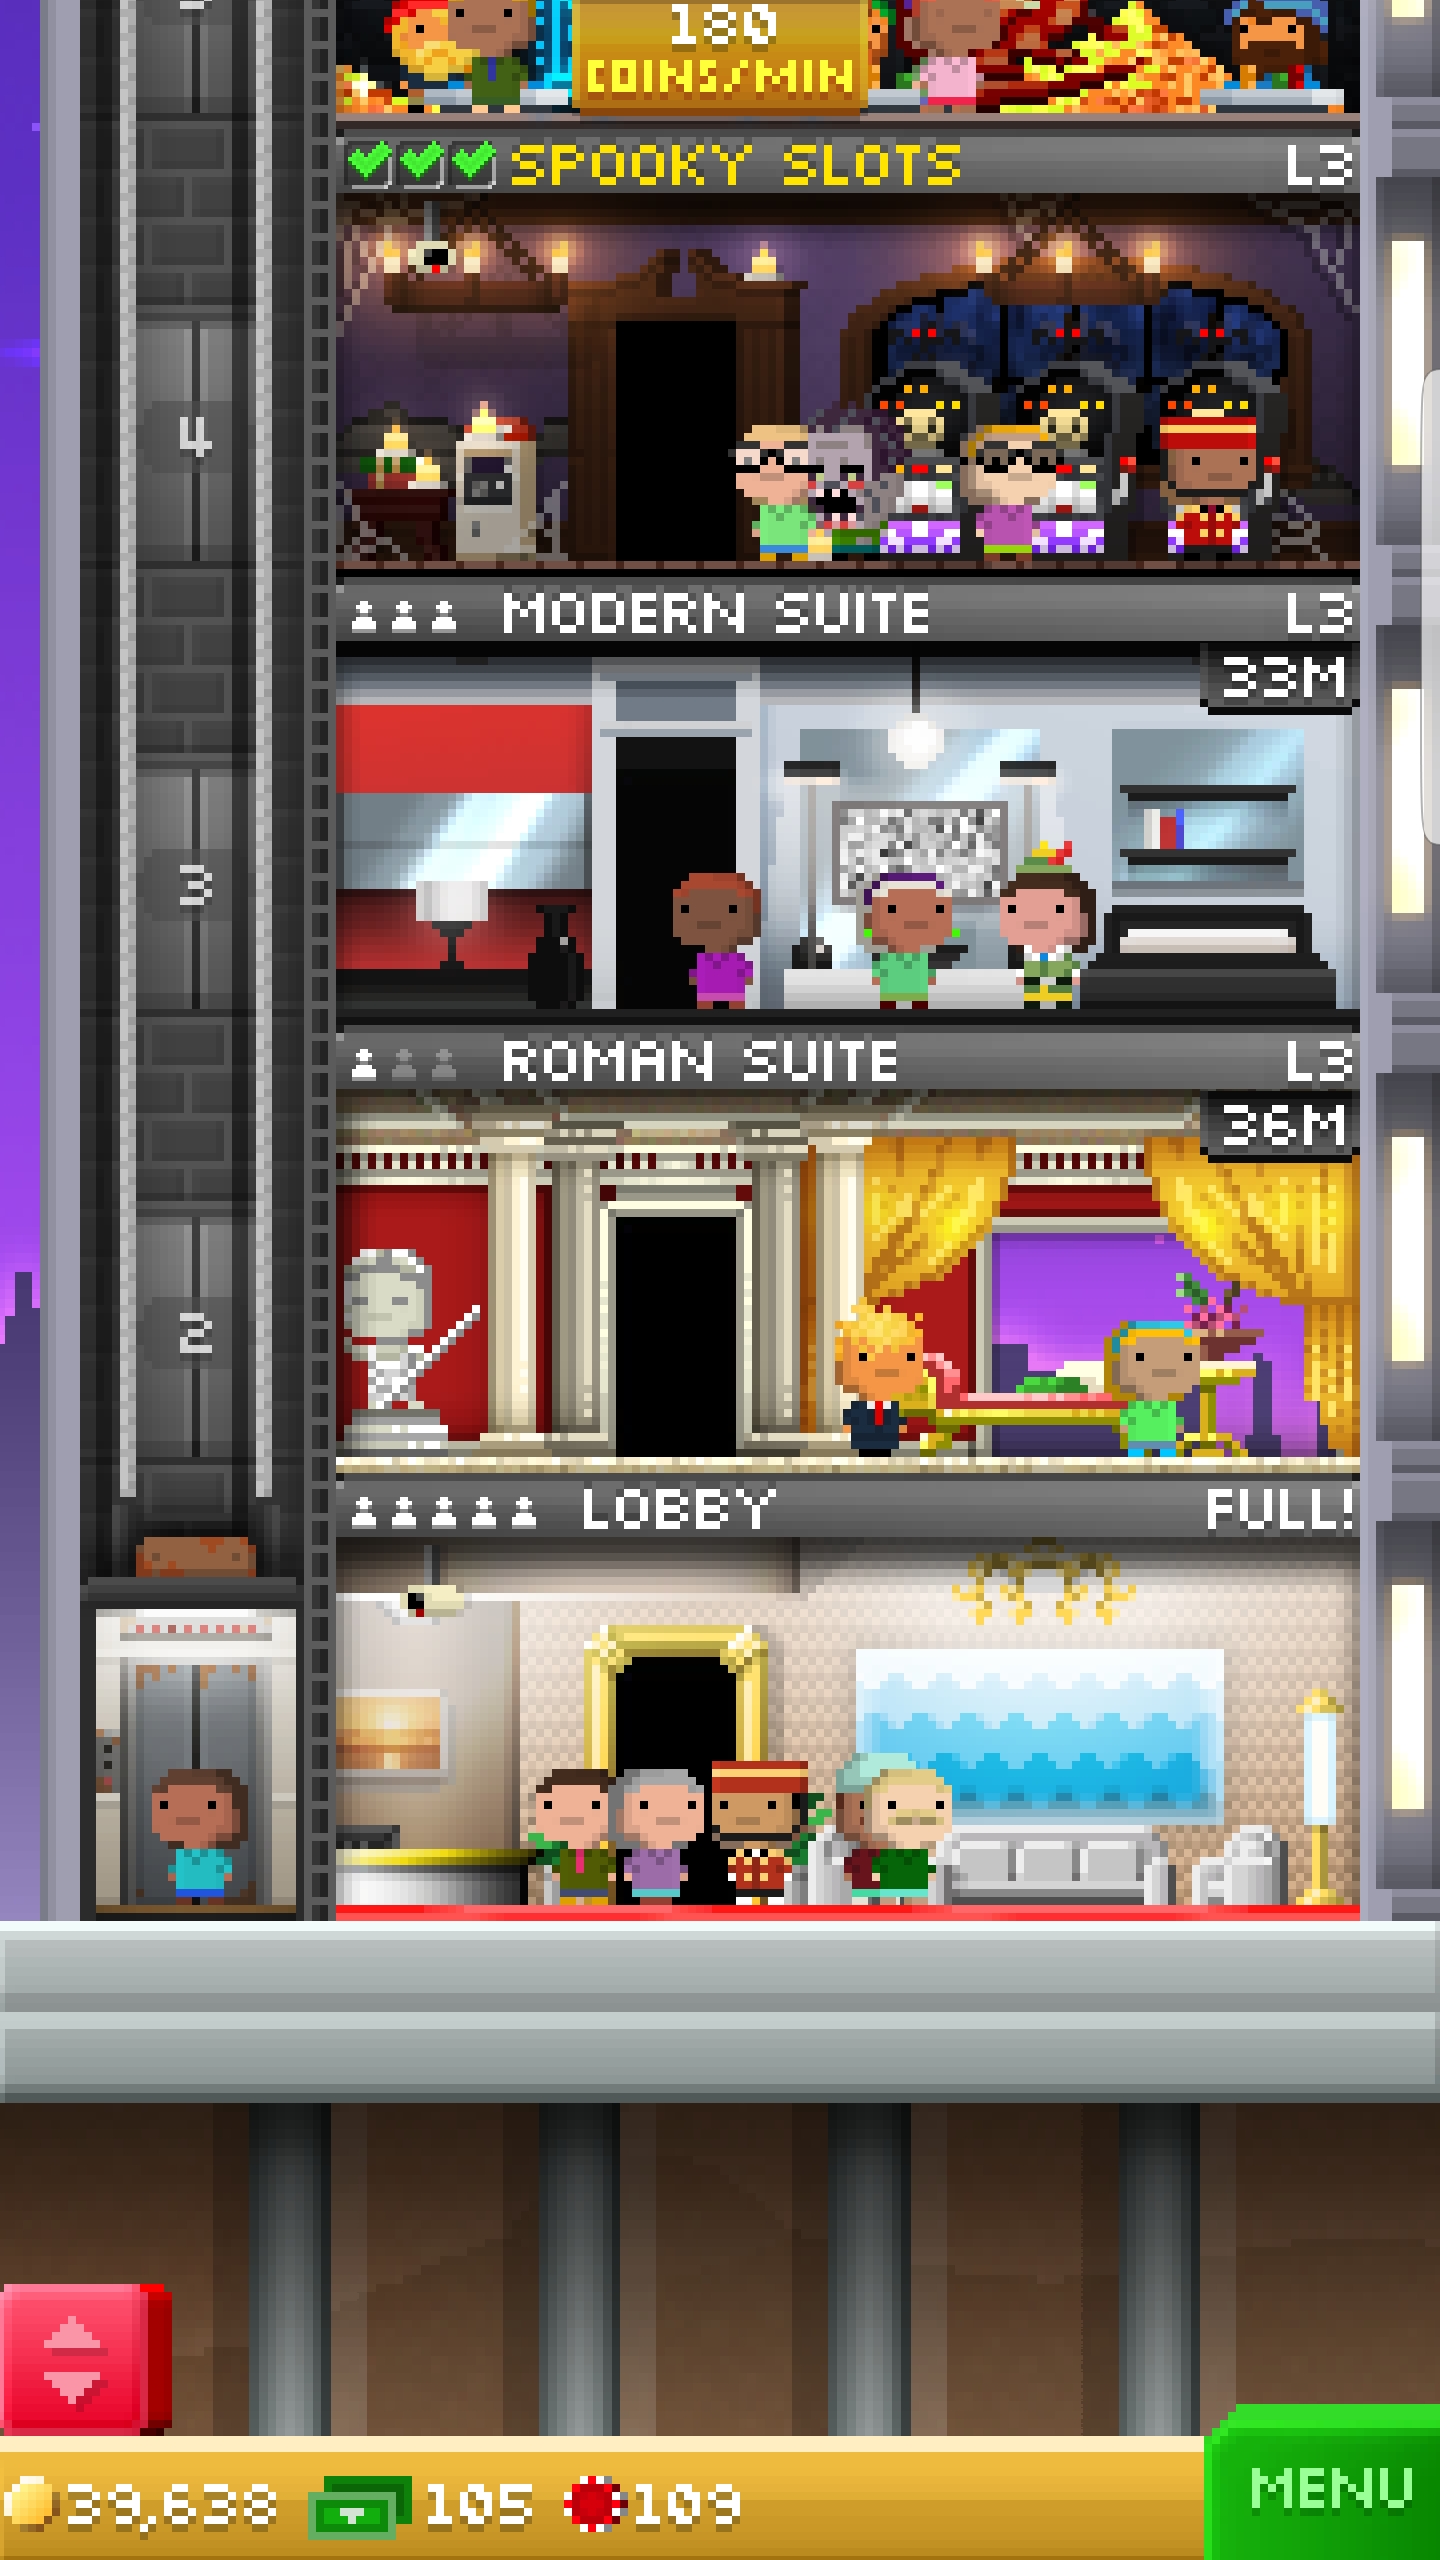 180
COINS/MIN
SPOOKY SLOTS L3
4
MODERN SUITE L3
33M
3
ROMAN SUITE L3
36M
2
LOBBY FULL!
39,638 105 109
MENU